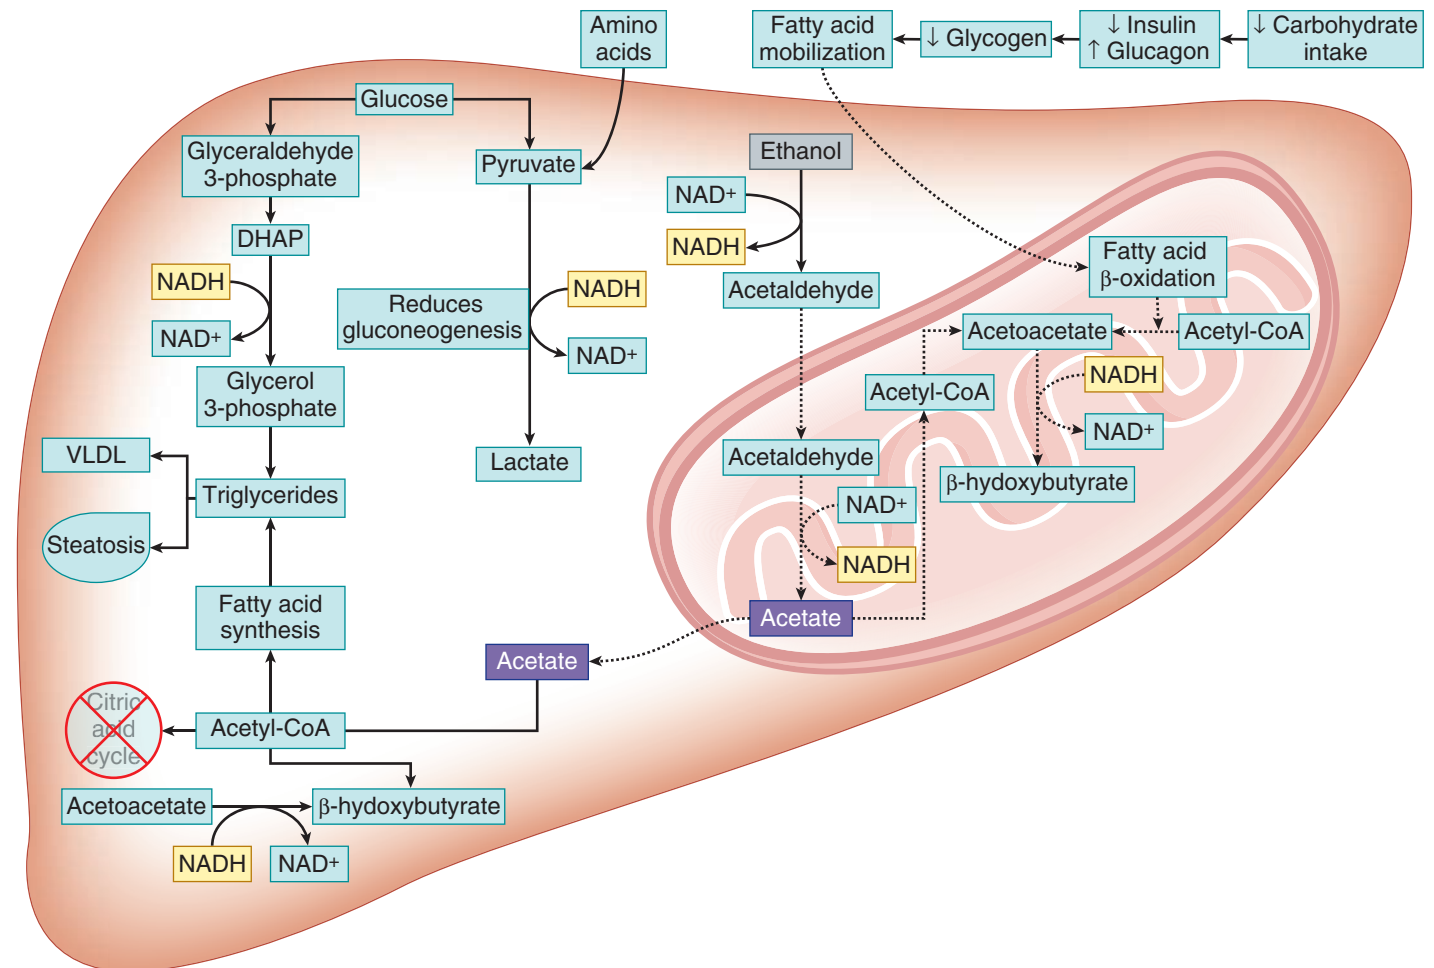 Amino
acids
Fatty acid
mobilization
↓ Glycogen
↓ Insulin
↑ Glucagon
↓ Carbohydrate
intake
Glucose
Glyceraldehyde
3-phosphate
Pyruvate
Ethanol
NAD+
NADH
DHAP
NADH
NAD+
Reduces
gluconeogenesis
NADH
NAD+
Acetaldehyde
Fatty acid
β-oxidation
Acetoacetate
Acetyl-CoA
NADH
NAD+
Acetyl-CoA
Glycerol
3-phosphate
VLDL
Lactate
Acetaldehyde
β-hydoxybutyrate
Triglycerides
NAD+
Steatosis
NADH
Fatty acid
synthesis
Acetate
Acetate
Citric
acid
cycle
Acetyl-CoA
Acetoacetate
β-hydoxybutyrate
NADH
NAD+